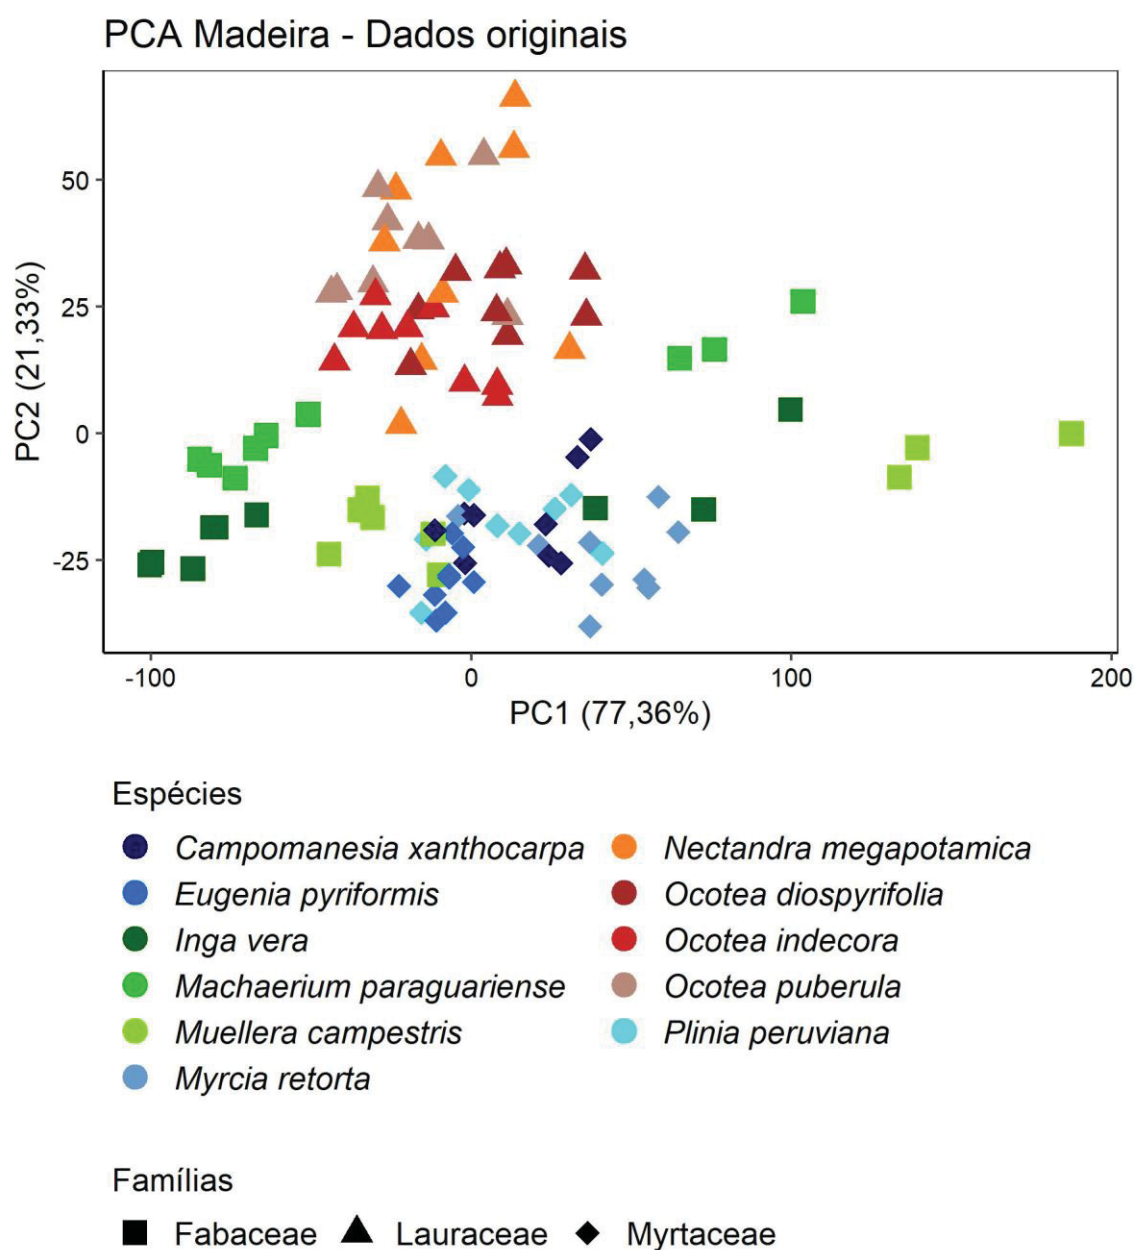 PCA Madeira - Dados originais
PC2 (21,33%)
50
25
0
-25
-100 0 100 200
PC1 (77,36%)
Espécies
Campomanesia xanthocarpa Nectandra megapotamica
Eugenia pyriformis Ocotea diospyrifolia
Inga vera Ocotea indecora
Machaerium paraguariense Ocotea puberula
Muellera campestris Plinia peruviana
Myrcia retorta
Famílias
Fabaceae Lauraceae Myrtaceae